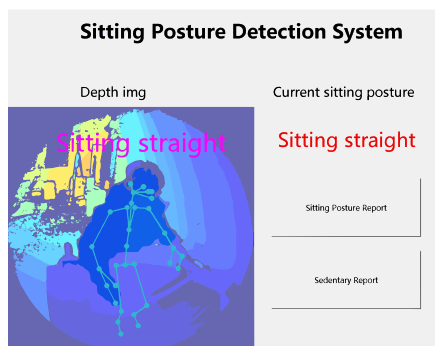 Sitting Posture Detection System
Depth img
Current sitting posture
Sitting straight
Sitting straight
Sitting Posture Report
Sedentary Report